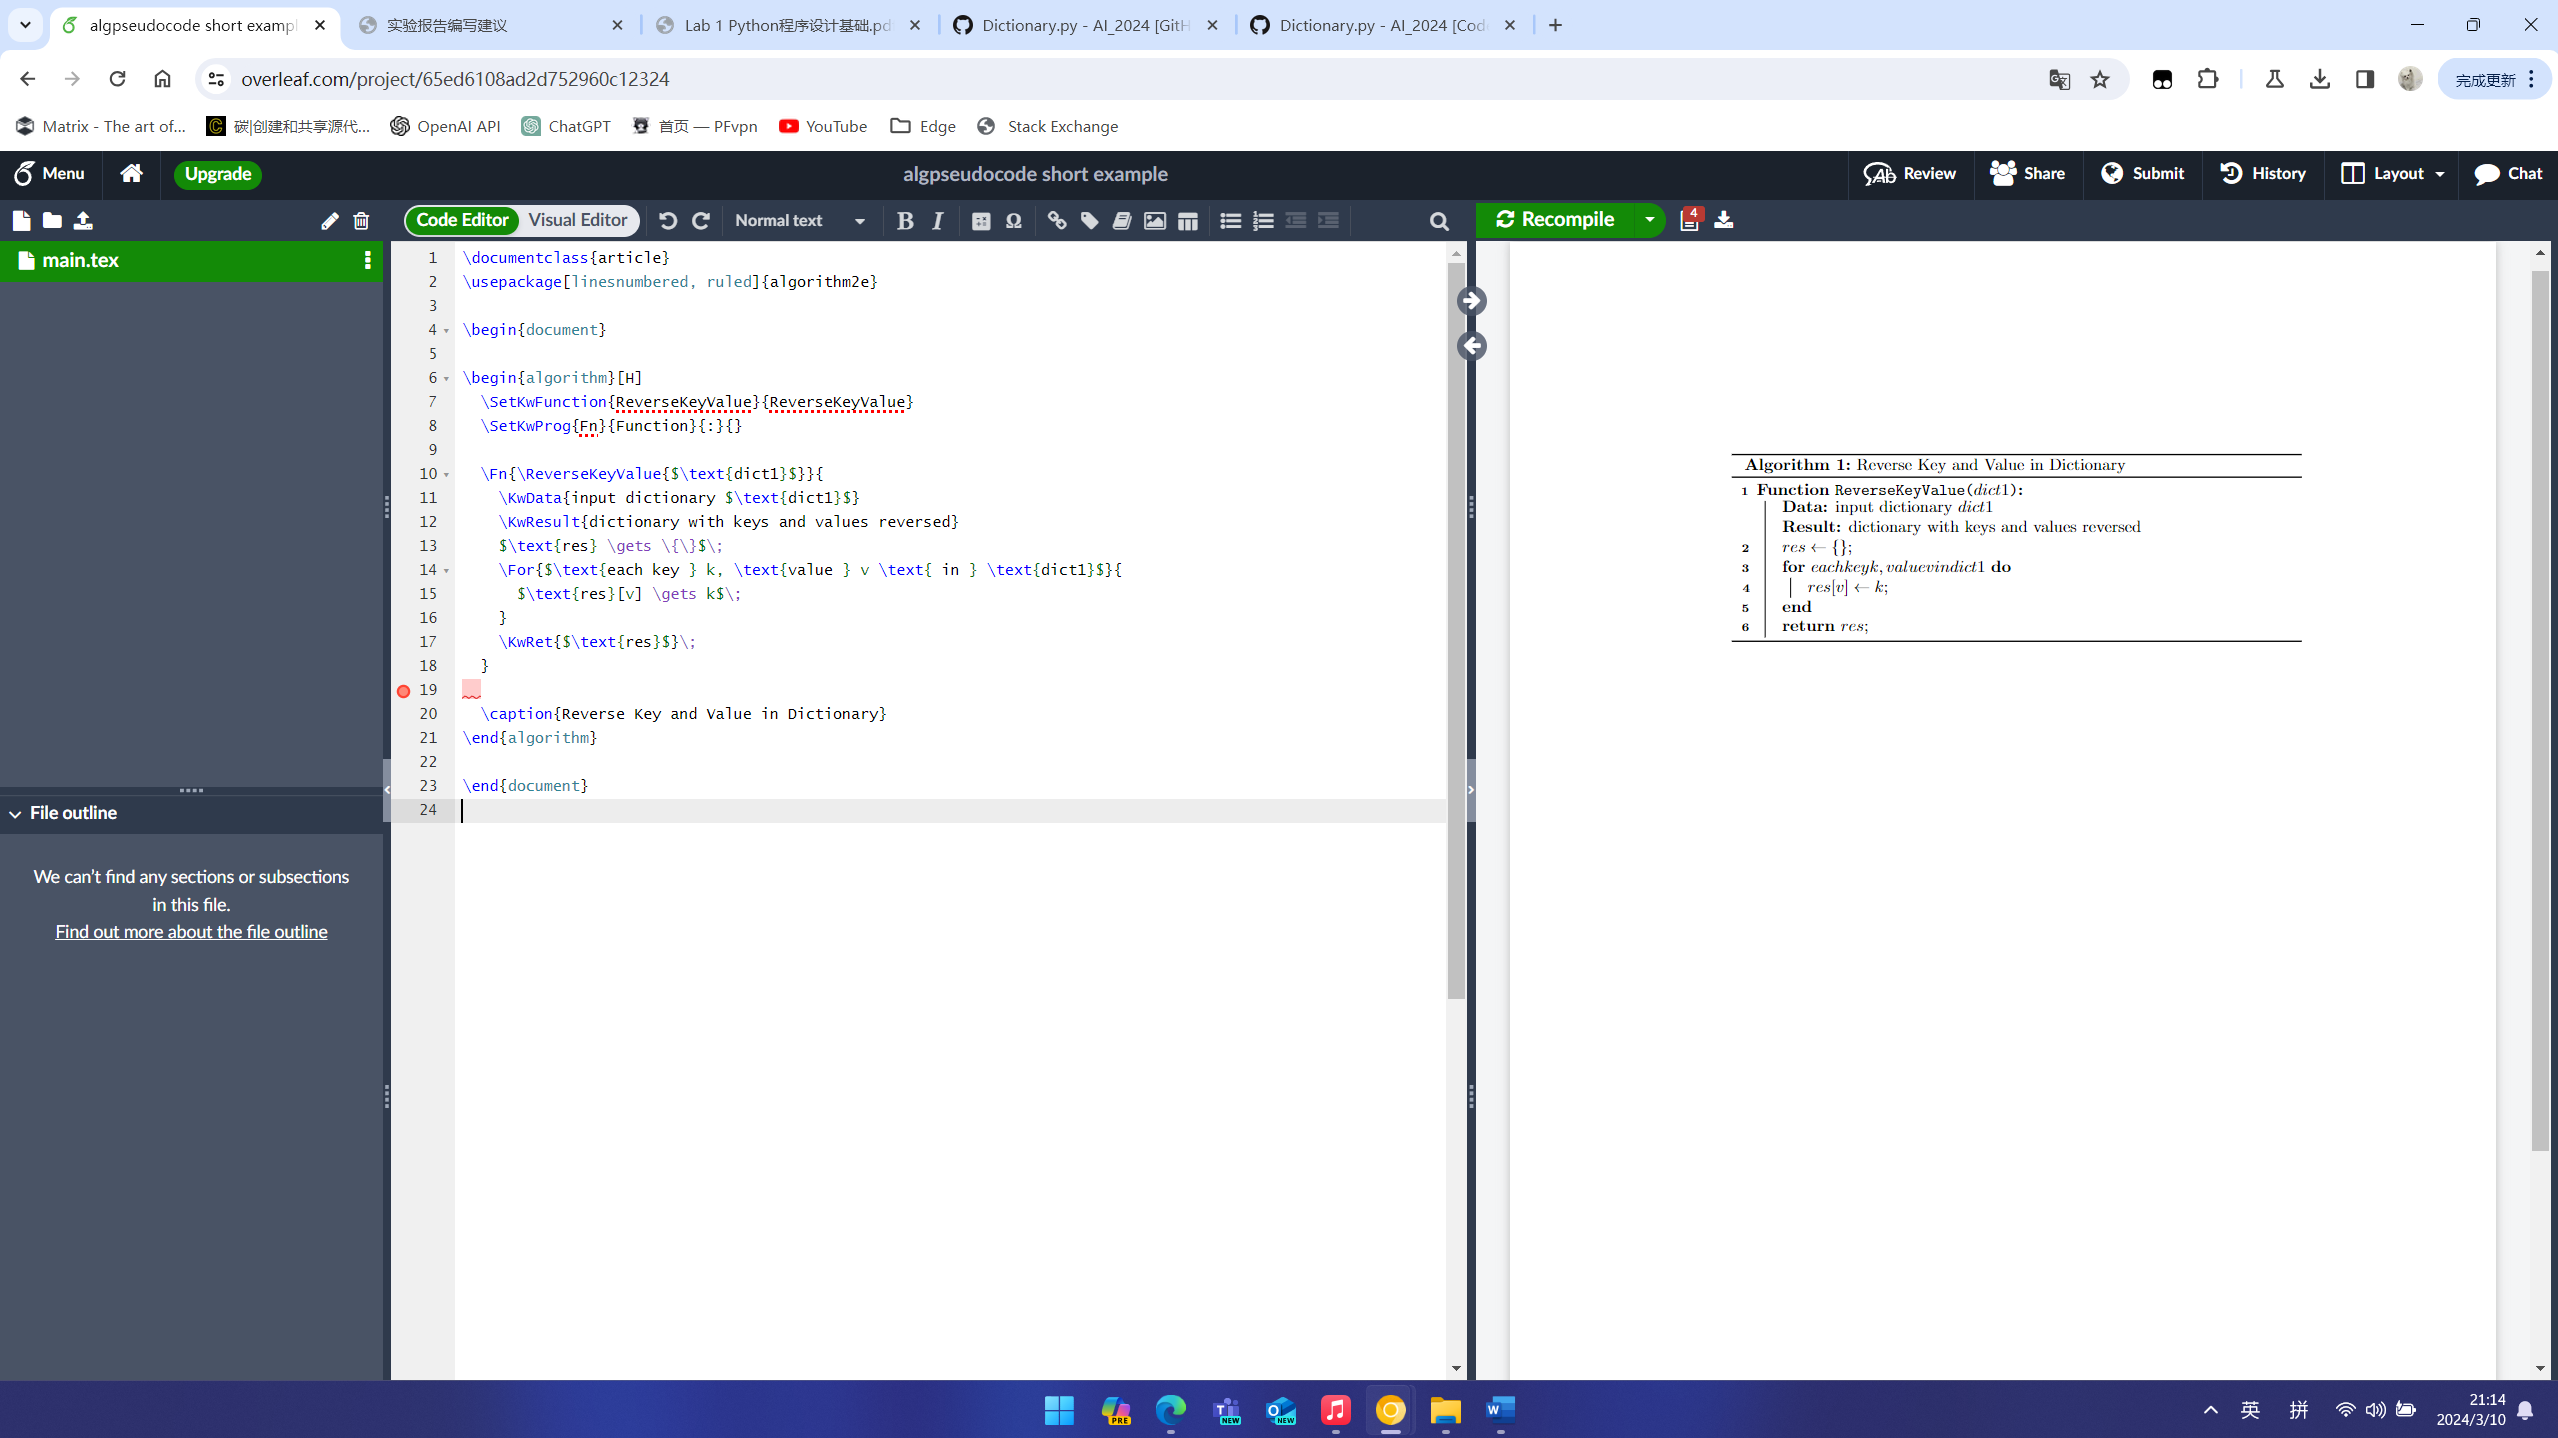 algpseudocode short exampl
实验报告编写建议
Lab 1 Python程序设计基础.pd
Dictionary.py - AI_2024 [GitH
Dictionary.py - AI_2024 [Cod
overleaf.com/project/65ed6108ad2d752960c12324
完成更新
Matrix - The art of...
碳|创建和共享源代...
OpenAI API
ChatGPT
首页 — PFvpn
YouTube
Edge
Stack Exchange
Menu
Upgrade
algpseudocode short example
Review
Share
Submit
History
Layout
Chat
Code Editor
Visual Editor
Normal text
B I
Ω
Recompile
4
main.tex
File outline
We can't find any sections or subsections
in this file.
Find out more about the file outline
1 \documentclass{article}
2 \usepackage[linesnumbered, ruled]{algorithm2e}
3
4 \begin{document}
5
6 \begin{algorithm}[H]
7 \SetKwFunction{ReverseKeyValue}{ReverseKeyValue}
8 \SetKwProg{Fn}{Function}{:}{}
9
10 \Fn{\ReverseKeyValue{$\text{dict1}$}}{
11 \KwData{input dictionary $\text{dict1}$}
12 \KwResult{dictionary with keys and values reversed}
13 $\text{res} \gets \{\}$\;
14 \For{$\text{each key } k, \text{value } v \text{ in } \text{dict1}$}{
15 $\text{res}[v] \gets k$\;
16 }
17 \KwRet{$\text{res}$}\;
18 }
19
20 \caption{Reverse Key and Value in Dictionary}
21 \end{algorithm}
22
23 \end{document}
24
Algorithm 1: Reverse Key and Value in Dictionary
1 Function ReverseKeyValue(dict1):
Data: input dictionary dict1
Result: dictionary with keys and values reversed
2 res ← {};
3 for eachkeyk, valuevindict1 do
4 res[v] ← k;
5 end
6 return res;
PRE
NEW
NEW
英
拼
21:14
2024/3/10